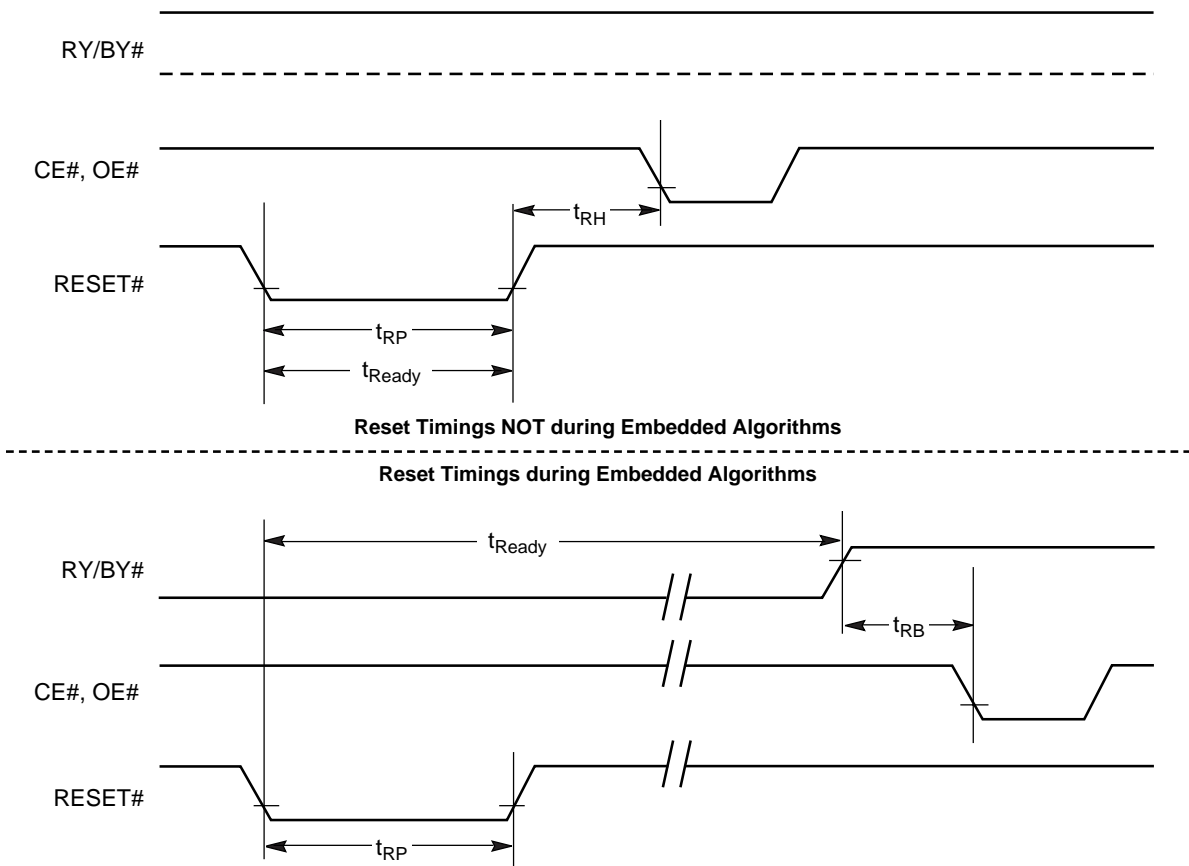 RY/BY#
CE#, OE#
tRH
RESET#
tRP
tReady
Reset Timings NOT during Embedded Algorithms
Reset Timings during Embedded Algorithms
tReady
RY/BY#
tRB
CE#, OE#
RESET#
tRP